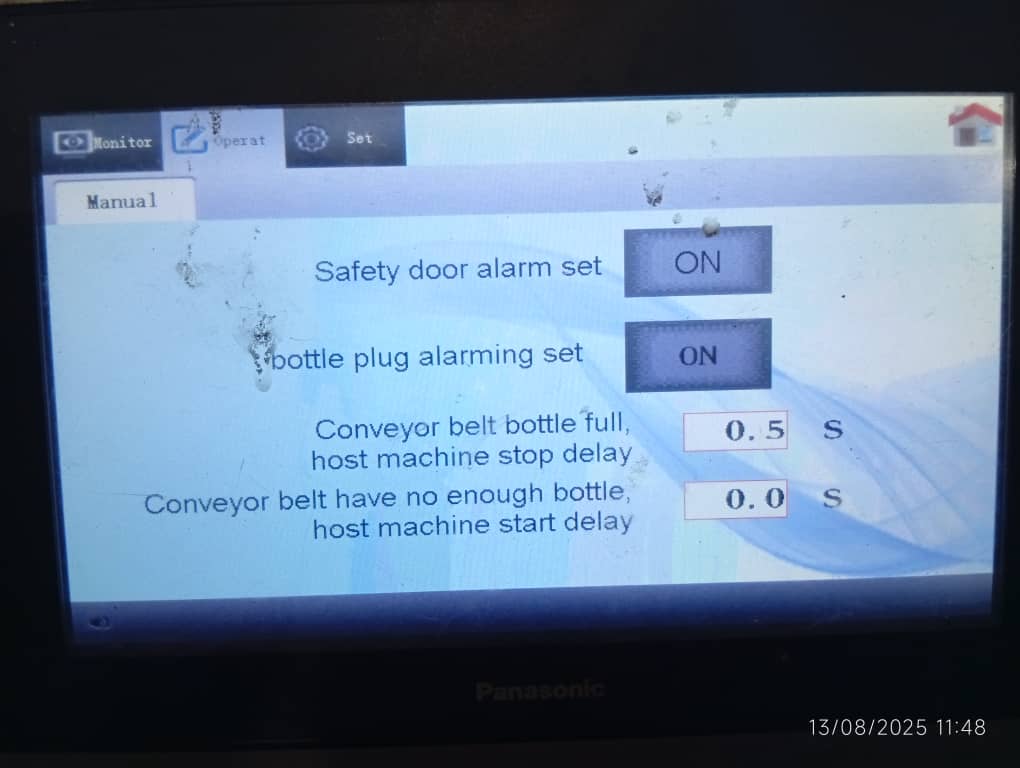 Monitor
Operat
Set
Manual
Safety door alarm set
ON
bottle plug alarming set
ON
Conveyor belt bottle full,
host machine stop delay
0.5 S
Conveyor belt have no enough bottle,
host machine start delay
0.0 S
Panasonic
13/08/2025 11:48